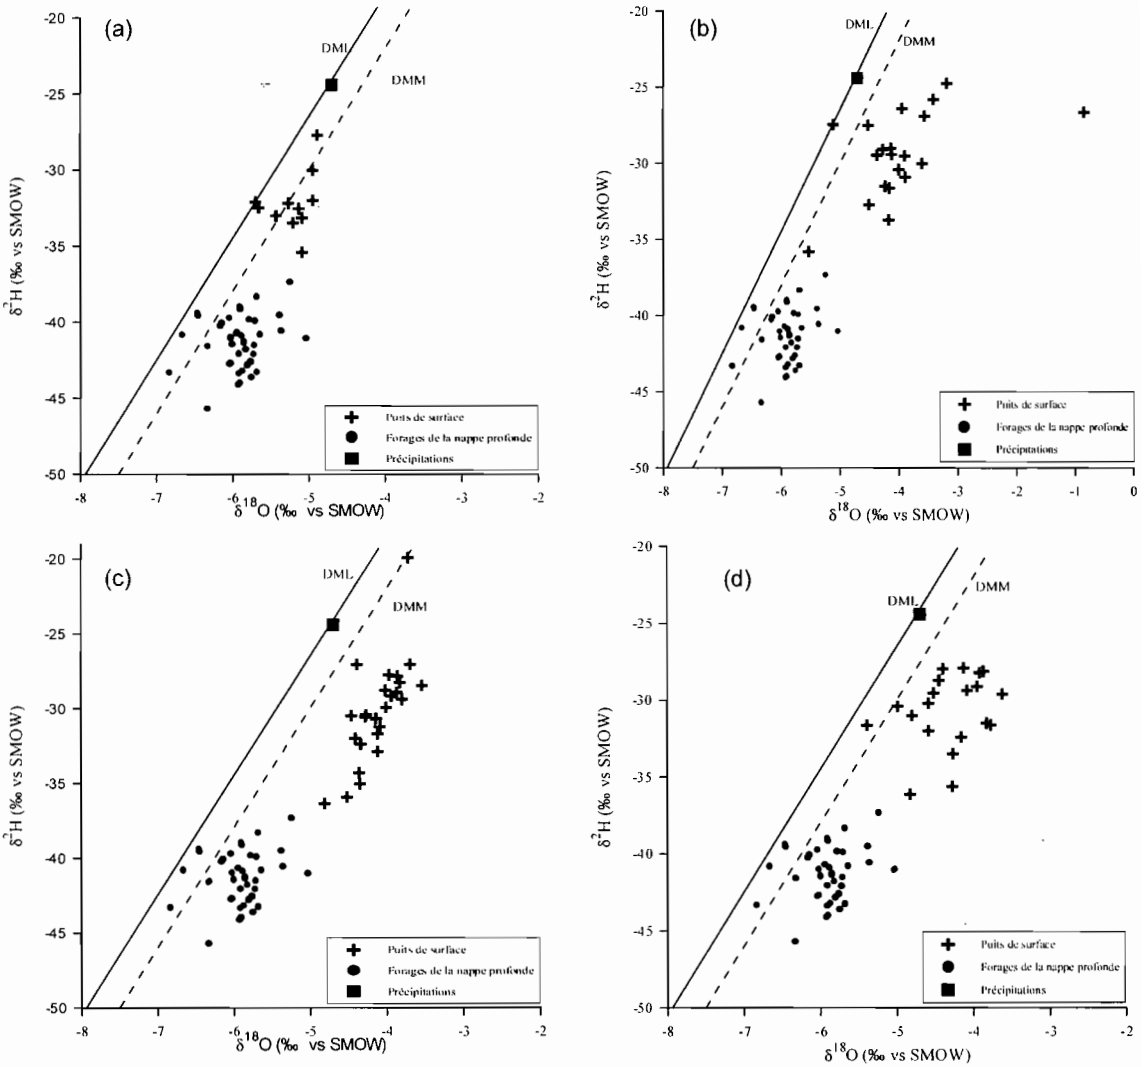 (a)
DML
DMM
-20
-25
-30
-35
-40
-45
-50
δ²H (‰ vs SMOW)
Puits de surface
Forages de la nappe profonde
Précipitations
-8
-7
-6
-5
-4
-3
-2
δ¹⁸O (‰ vs SMOW)
(b)
DML
DMM
-20
-25
-30
-35
-40
-45
-50
δ²H (‰ vs SMOW)
Puits de surface
Forages de la nappe profonde
Précipitations
-8
-7
-6
-5
-4
-3
-2
-1
0
δ¹⁸O (‰ vs SMOW)
(c)
DML
DMM
-20
-25
-30
-35
-40
-45
-50
δ²H (‰ vs SMOW)
Puits de surface
Forages de la nappe profonde
Précipitations
-8
-7
-6
-5
-4
-3
-2
δ¹⁸O (‰ vs SMOW)
(d)
DML
DMM
-20
-25
-30
-35
-40
-45
-50
δ²H (‰ vs SMOW)
Puits de surface
Forages de la nappe profonde
Précipitations
-8
-7
-6
-5
-4
-3
-2
δ¹⁸O (‰ vs SMOW)